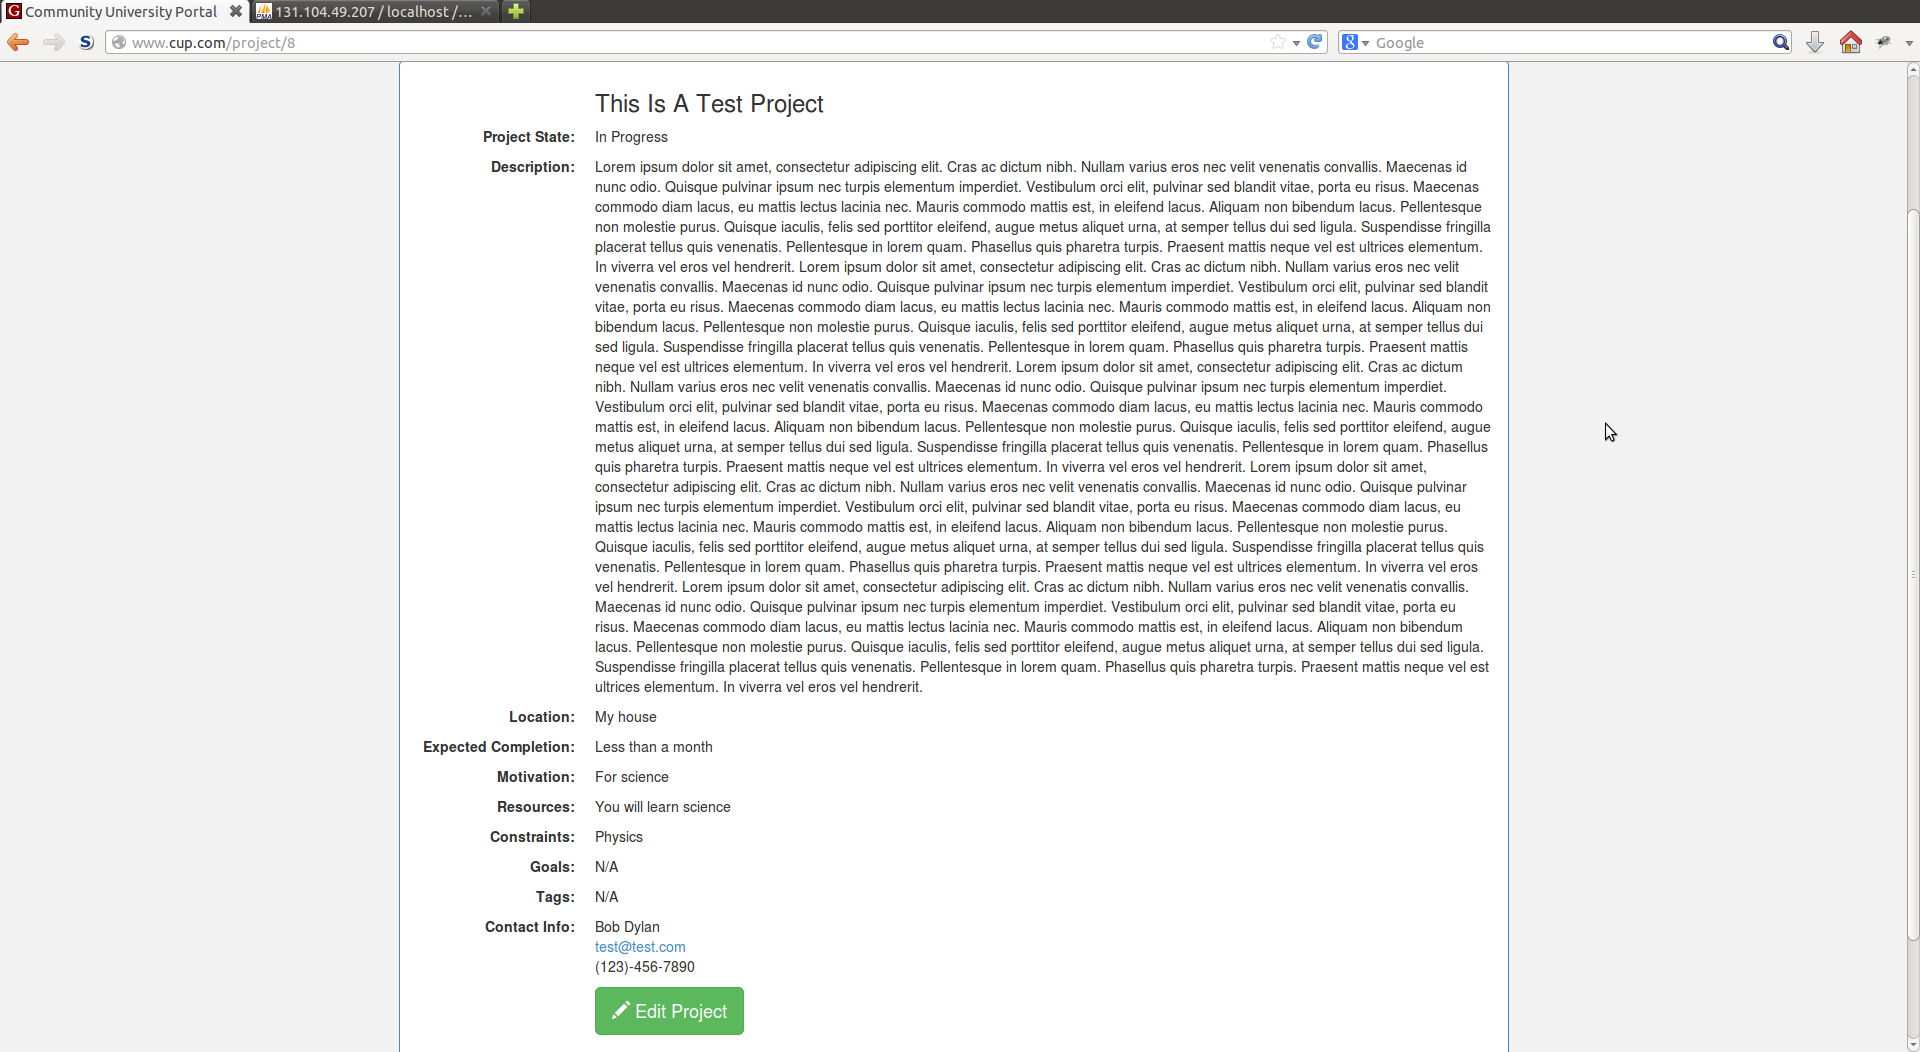 Community University Portal
131.104.49.207 / localhost /...
www.cup.com/project/8
Google
This Is A Test Project
Project State: In Progress
Description: Lorem ipsum dolor sit amet, consectetur adipiscing elit. Cras ac dictum nibh. Nullam varius eros nec velit venenatis convallis. Maecenas id
nunc odio. Quisque pulvinar ipsum nec turpis elementum imperdiet. Vestibulum orci elit, pulvinar sed blandit vitae, porta eu risus. Maecenas
commodo diam lacus, eu mattis lectus lacinia nec. Mauris commodo mattis est, in eleifend lacus. Aliquam non bibendum lacus. Pellentesque
non molestie purus. Quisque iaculis, felis sed porttitor eleifend, augue metus aliquet urna, at semper tellus dui sed ligula. Suspendisse fringilla
placerat tellus quis venenatis. Pellentesque in lorem quam. Phasellus quis pharetra turpis. Praesent mattis neque vel est ultrices elementum.
In viverra vel eros vel hendrerit. Lorem ipsum dolor sit amet, consectetur adipiscing elit. Cras ac dictum nibh. Nullam varius eros nec velit
venenatis convallis. Maecenas id nunc odio. Quisque pulvinar ipsum nec turpis elementum imperdiet. Vestibulum orci elit, pulvinar sed blandit
vitae, porta eu risus. Maecenas commodo diam lacus, eu mattis lectus lacinia nec. Mauris commodo mattis est, in eleifend lacus. Aliquam non
bibendum lacus. Pellentesque non molestie purus. Quisque iaculis, felis sed porttitor eleifend, augue metus aliquet urna, at semper tellus dui
sed ligula. Suspendisse fringilla placerat tellus quis venenatis. Pellentesque in lorem quam. Phasellus quis pharetra turpis. Praesent mattis
neque vel est ultrices elementum. In viverra vel eros vel hendrerit. Lorem ipsum dolor sit amet, consectetur adipiscing elit. Cras ac dictum
nibh. Nullam varius eros nec velit venenatis convallis. Maecenas id nunc odio. Quisque pulvinar ipsum nec turpis elementum imperdiet.
Vestibulum orci elit, pulvinar sed blandit vitae, porta eu risus. Maecenas commodo diam lacus, eu mattis lectus lacinia nec. Mauris commodo
mattis est, in eleifend lacus. Aliquam non bibendum lacus. Pellentesque non molestie purus. Quisque iaculis, felis sed porttitor eleifend, augue
metus aliquet urna, at semper tellus dui sed ligula. Suspendisse fringilla placerat tellus quis venenatis. Pellentesque in lorem quam. Phasellus
quis pharetra turpis. Praesent mattis neque vel est ultrices elementum. In viverra vel eros vel hendrerit. Lorem ipsum dolor sit amet,
consectetur adipiscing elit. Cras ac dictum nibh. Nullam varius eros nec velit venenatis convallis. Maecenas id nunc odio. Quisque pulvinar
ipsum nec turpis elementum imperdiet. Vestibulum orci elit, pulvinar sed blandit vitae, porta eu risus. Maecenas commodo diam lacus, eu
mattis lectus lacinia nec. Mauris commodo mattis est, in eleifend lacus. Aliquam non bibendum lacus. Pellentesque non molestie purus.
Quisque iaculis, felis sed porttitor eleifend, augue metus aliquet urna, at semper tellus dui sed ligula. Suspendisse fringilla placerat tellus quis
venenatis. Pellentesque in lorem quam. Phasellus quis pharetra turpis. Praesent mattis neque vel est ultrices elementum. In viverra vel eros
vel hendrerit. Lorem ipsum dolor sit amet, consectetur adipiscing elit. Cras ac dictum nibh. Nullam varius eros nec velit venenatis convallis.
Maecenas id nunc odio. Quisque pulvinar ipsum nec turpis elementum imperdiet. Vestibulum orci elit, pulvinar sed blandit vitae, porta eu
risus. Maecenas commodo diam lacus, eu mattis lectus lacinia nec. Mauris commodo mattis est, in eleifend lacus. Aliquam non bibendum
lacus. Pellentesque non molestie purus. Quisque iaculis, felis sed porttitor eleifend, augue metus aliquet urna, at semper tellus dui sed ligula.
Suspendisse fringilla placerat tellus quis venenatis. Pellentesque in lorem quam. Phasellus quis pharetra turpis. Praesent mattis neque vel est
ultrices elementum. In viverra vel eros vel hendrerit.
Location: My house
Expected Completion: Less than a month
Motivation: For science
Resources: You will learn science
Constraints: Physics
Goals: N/A
Tags: N/A
Contact Info: Bob Dylan
test@test.com
(123)-456-7890
Edit Project